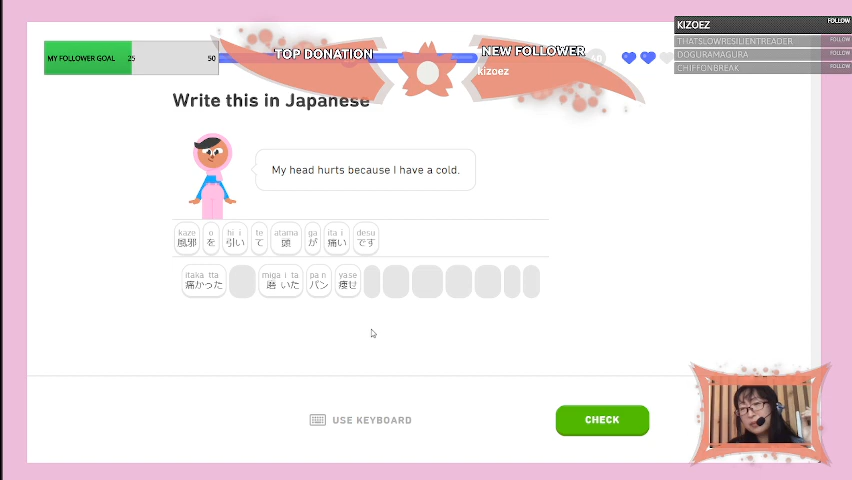 MY FOLLOWER GOAL 25 50
TOP DONATION
NEW FOLLOWER
kizoez
KIZOEZ FOLLOW
THATSLOWRESILIENTREADER FOLLOW
DOGURAMAGURA FOLLOW
CHIFFONBREAK FOLLOW
Write this in Japanese
My head hurts because I have a cold.
kaze o hi i te atama ga ita i desu
風邪 を 引い て 頭 が 痛い です
itaka tta miga i ta pa n yase
痛かった 磨いた パン 痩せ
USE KEYBOARD
CHECK